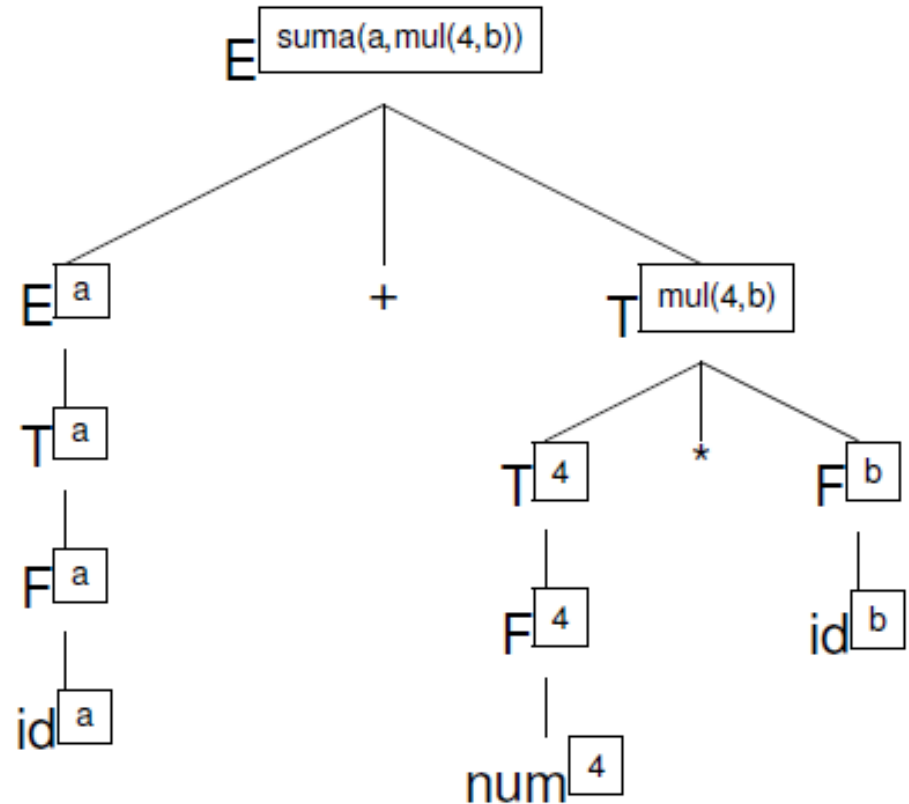 E suma(a,mul(4,b))
E a + T mul(4,b)
T a T 4 * F b
F a F 4 id b
id a num 4